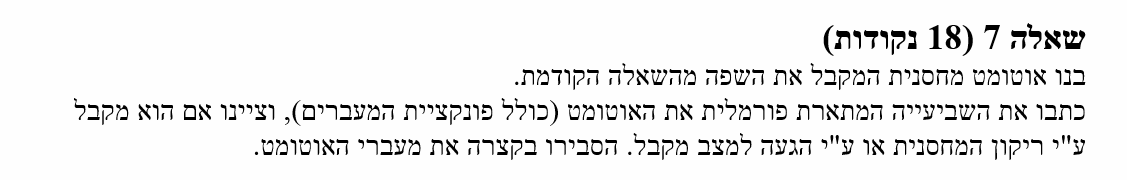 שאלה 7 (18 נקודות)
בנו אוטומט מחסנית המקבל את השפה מהשאלה הקודמת.
כתבו את השביעייה המתארת פורמלית את האוטומט (כולל פונקציית המעברים), וציינו אם הוא מקבל
ע"י ריקון המחסנית או ע"י הגעה למצב מקבל. הסבירו בקצרה את מעברי האוטומט.